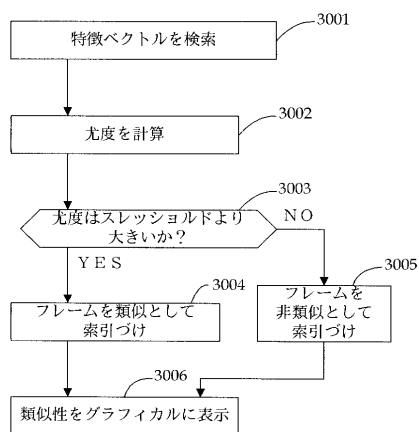 3001
特徴ベクトルを検索
3002
尤度を計算
3003
尤度はスレッショルドより
大きいか？
NO
YES
3004
フレームを類似として
索引づけ
3005
フレームを
非類似として
索引づけ
3006
類似性をグラフィカルに表示